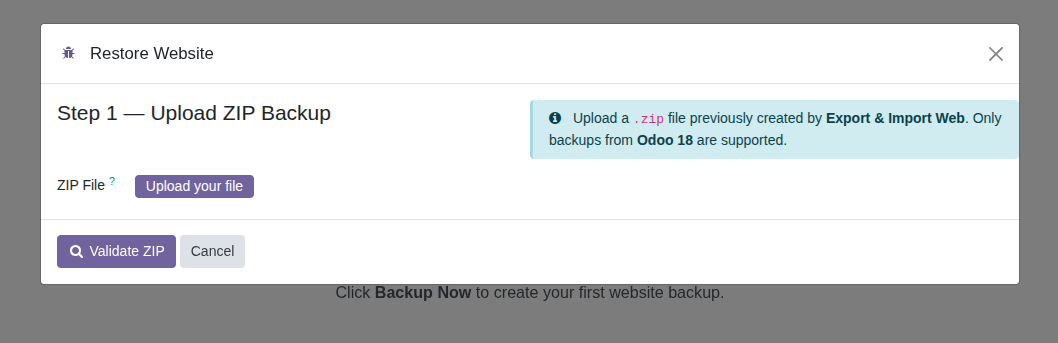 Restore Website
Step 1 — Upload ZIP Backup
Upload a .zip file previously created by Export & Import Web. Only
backups from Odoo 18 are supported.
ZIP File ? Upload your file
Validate ZIP Cancel
Click Backup Now to create your first website backup.